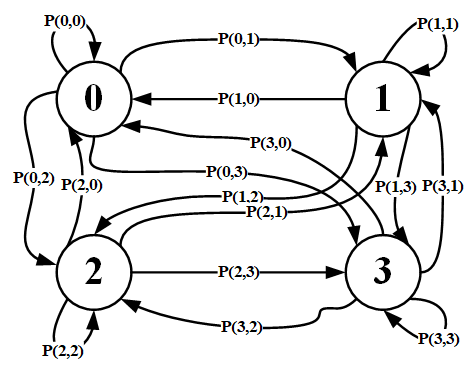 P(0,0)
P(0,1)
P(1,1)
0
P(1,0)
1
P(3,0)
P(0,2)
P(2,0)
P(0,3)
P(1,3)
P(3,1)
P(1,2)
P(2,1)
2
P(2,3)
3
P(3,2)
P(3,3)
P(2,2)